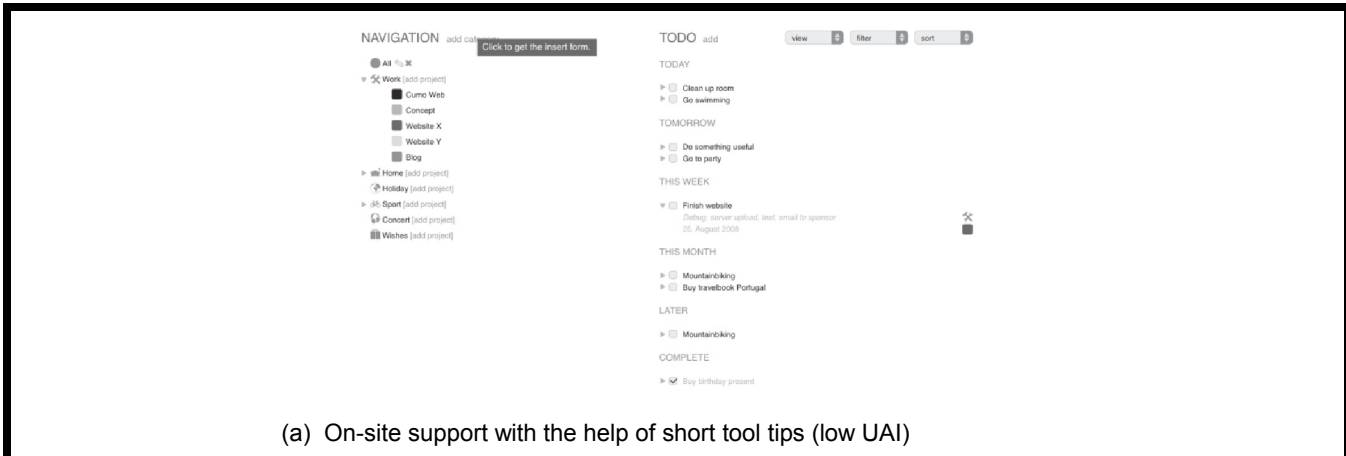 NAVIGATION add category
Click to get the insert form.
All
Work [add project]
Cumo Web
Concept
Website X
Website Y
Blog
Home [add project]
Holiday [add project]
Sport [add project]
Concert [add project]
Wishes [add project]
TODO add
view filter sort
TODAY
Clean up room
Go swimming
TOMORROW
Do something useful
Go to party
THIS WEEK
Finish website
Debug, server upload, test, email to sponsor
25. August 2008
THIS MONTH
Mountainbiking
Buy travelbook Portugal
LATER
Mountainbiking
COMPLETE
Buy birthday present
(a) On-site support with the help of short tool tips (low UAI)